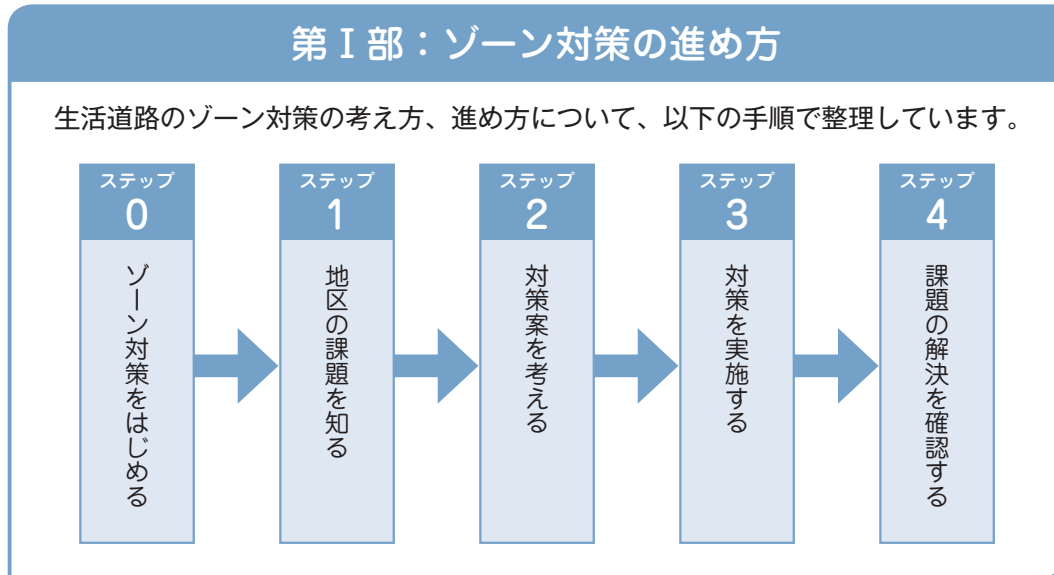 第Ⅰ部：ゾーン対策の進め方
生活道路のゾーン対策の考え方、進め方について、以下の手順で整理しています。
ステップ
0
ゾーン対策をはじめる
ステップ
1
地区の課題を知る
ステップ
2
対策案を考える
ステップ
3
対策を実施する
ステップ
4
課題の解決を確認する